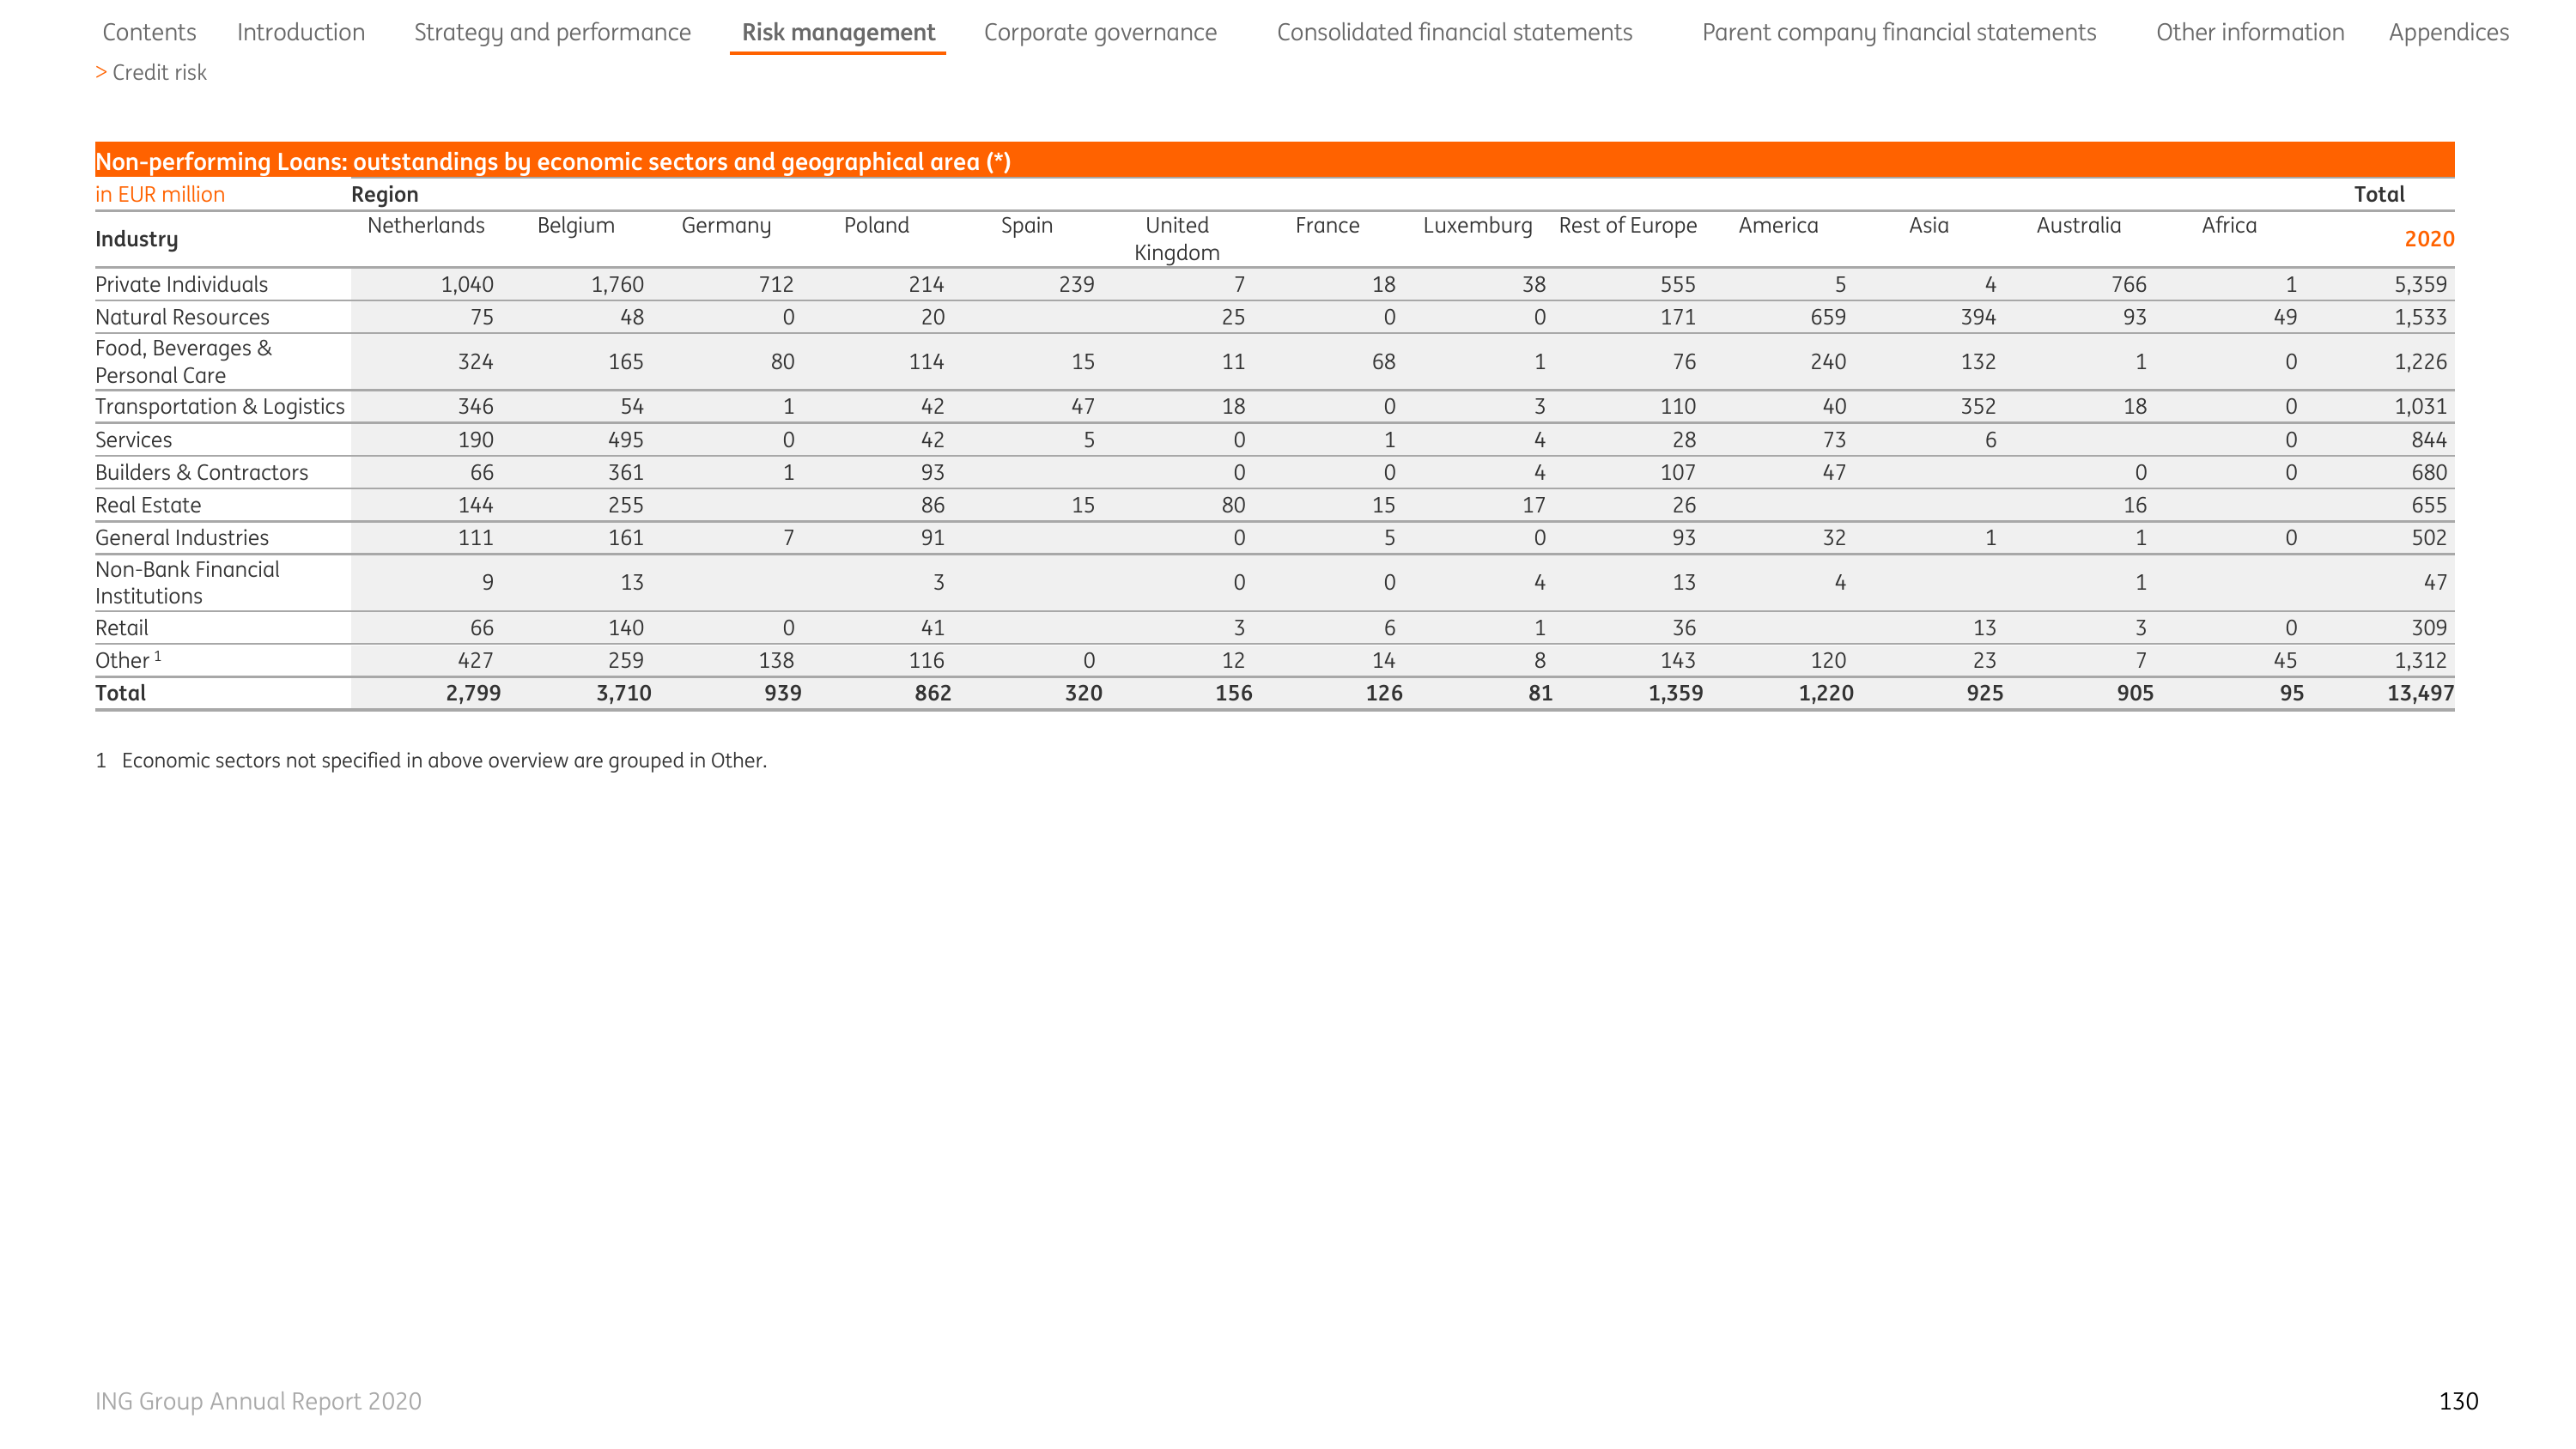 Contents Introduction Strategy and performance Risk management Corporate governance Consolidated financial statements Parent company financial statements Other information Appendices
> Credit risk
Non-performing Loans: outstandings by economic sectors and geographical area (*)
in EUR million Region Total
Industry Netherlands Belgium Germany Poland Spain United Kingdom France Luxemburg Rest of Europe America Asia Australia Africa 2020
Private Individuals 1,040 1,760 712 214 239 7 18 38 555 5 4 766 1 5,359
Natural Resources 75 48 0 20 25 0 0 171 659 394 93 49 1,533
Food, Beverages &
Personal Care 324 165 80 114 15 11 68 1 76 240 132 1 0 1,226
Transportation & Logistics 346 54 1 42 47 18 0 3 110 40 352 18 0 1,031
Services 190 495 0 42 5 0 1 4 28 73 6 0 844
Builders & Contractors 66 361 1 93 0 0 4 107 47 0 0 680
Real Estate 144 255 86 15 80 15 17 26 16 655
General Industries 111 161 7 91 0 5 0 93 32 1 1 0 502
Non-Bank Financial
Institutions 9 13 3 0 0 4 13 4 1 47
Retail 66 140 0 41 3 6 1 36 13 3 0 309
Other 1 427 259 138 116 0 12 14 8 143 120 23 7 45 1,312
Total 2,799 3,710 939 862 320 156 126 81 1,359 1,220 925 905 95 13,497
1 Economic sectors not specified in above overview are grouped in Other.
ING Group Annual Report 2020 130